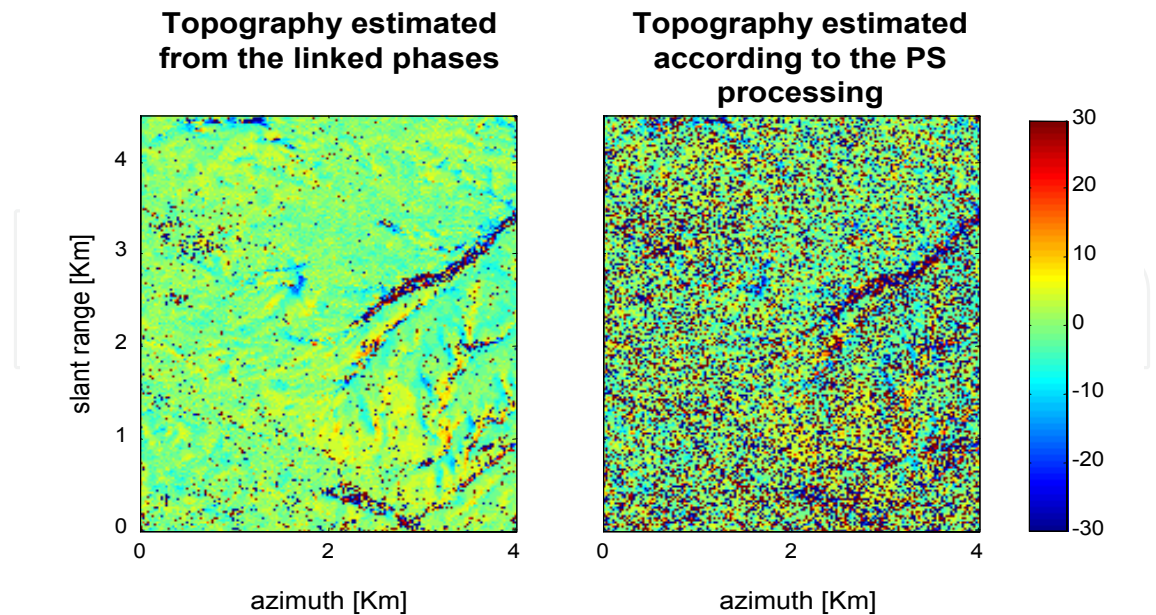 Topography estimated
from the linked phases
Topography estimated
according to the PS
processing
slant range [Km]
4
3
2
1
0
0
2
4
azimuth [Km]
0
2
4
azimuth [Km]
30
20
10
0
-10
-20
-30